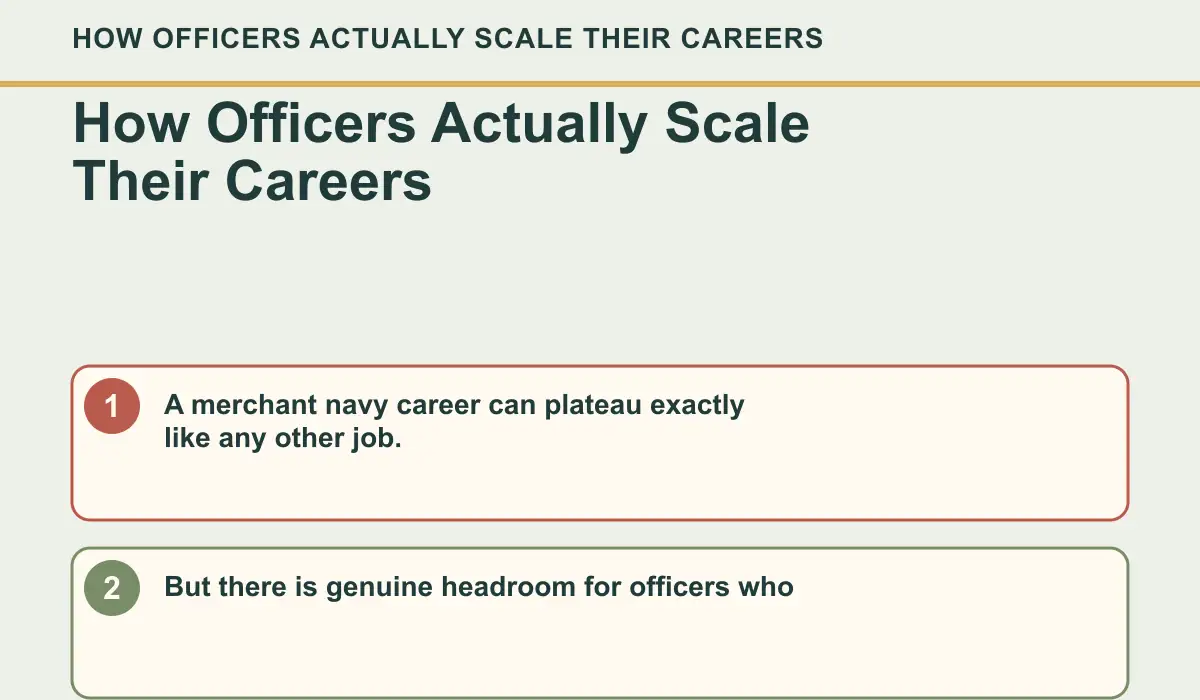 HOW OFFICERS ACTUALLY SCALE THEIR CAREERS
How Officers Actually Scale
Their Careers
1
A merchant navy career can plateau exactly
like any other job.
2
But there is genuine headroom for officers who